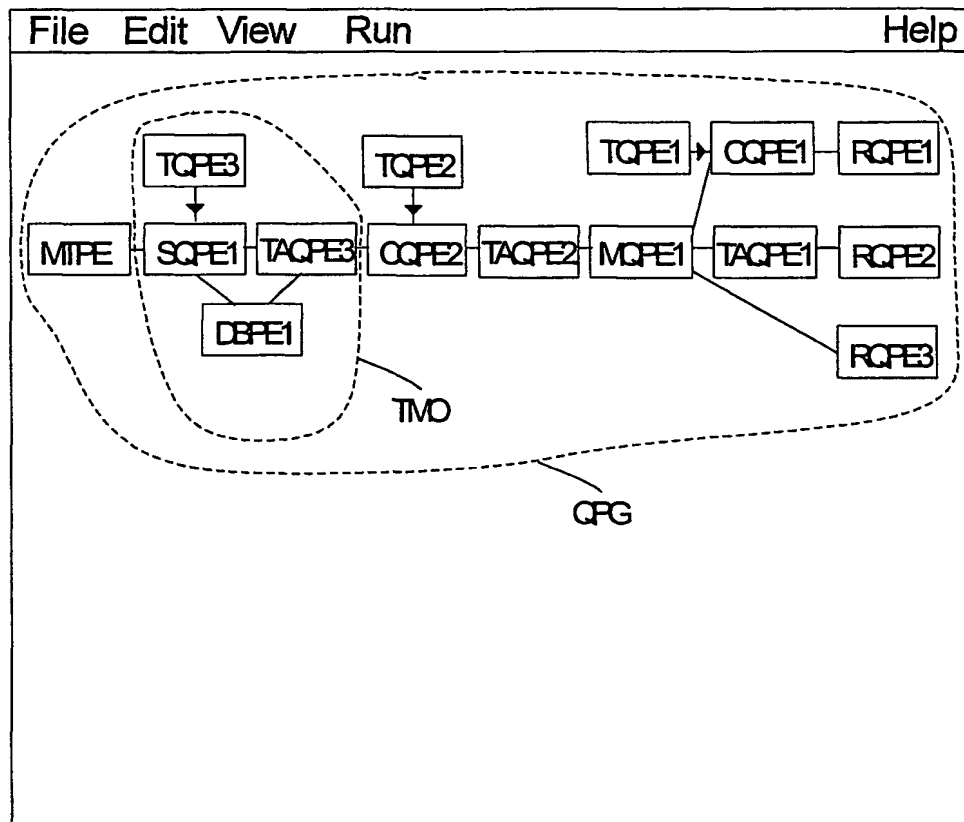 File Edit View Run Help
TQPE3 TQPE2 TQPE1 CQPE1 RQPE1
MTPE SQPE1 TAQPE3 CQPE2 TAQPE2 MQPE1 TAQPE1 RQPE2
DBPE1 RQPE3
TMO
QPG